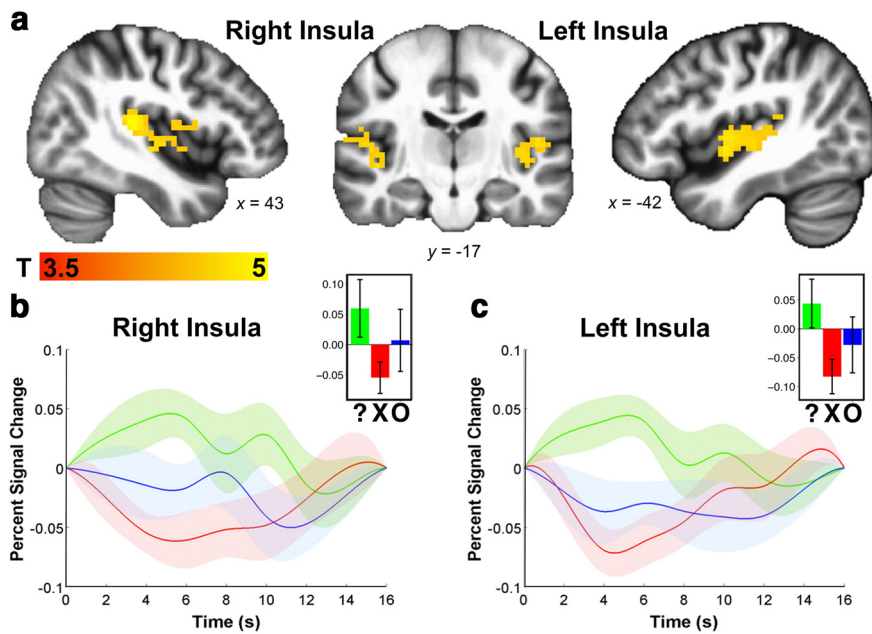 a
Right Insula
Left Insula
x = 43
y = -17
x = -42
T 3.5 5
b
Right Insula
0.10
0.05
0.00
−0.05
? X O
Percent Signal Change
0.1
0.05
0
-0.05
-0.1
0 2 4 6 8 10 12 14 16
Time (s)
c
Left Insula
0.05
0.00
−0.05
−0.10
? X O
Percent Signal Change
0.1
0.05
0
-0.05
-0.1
0 2 4 6 8 10 12 14 16
Time (s)